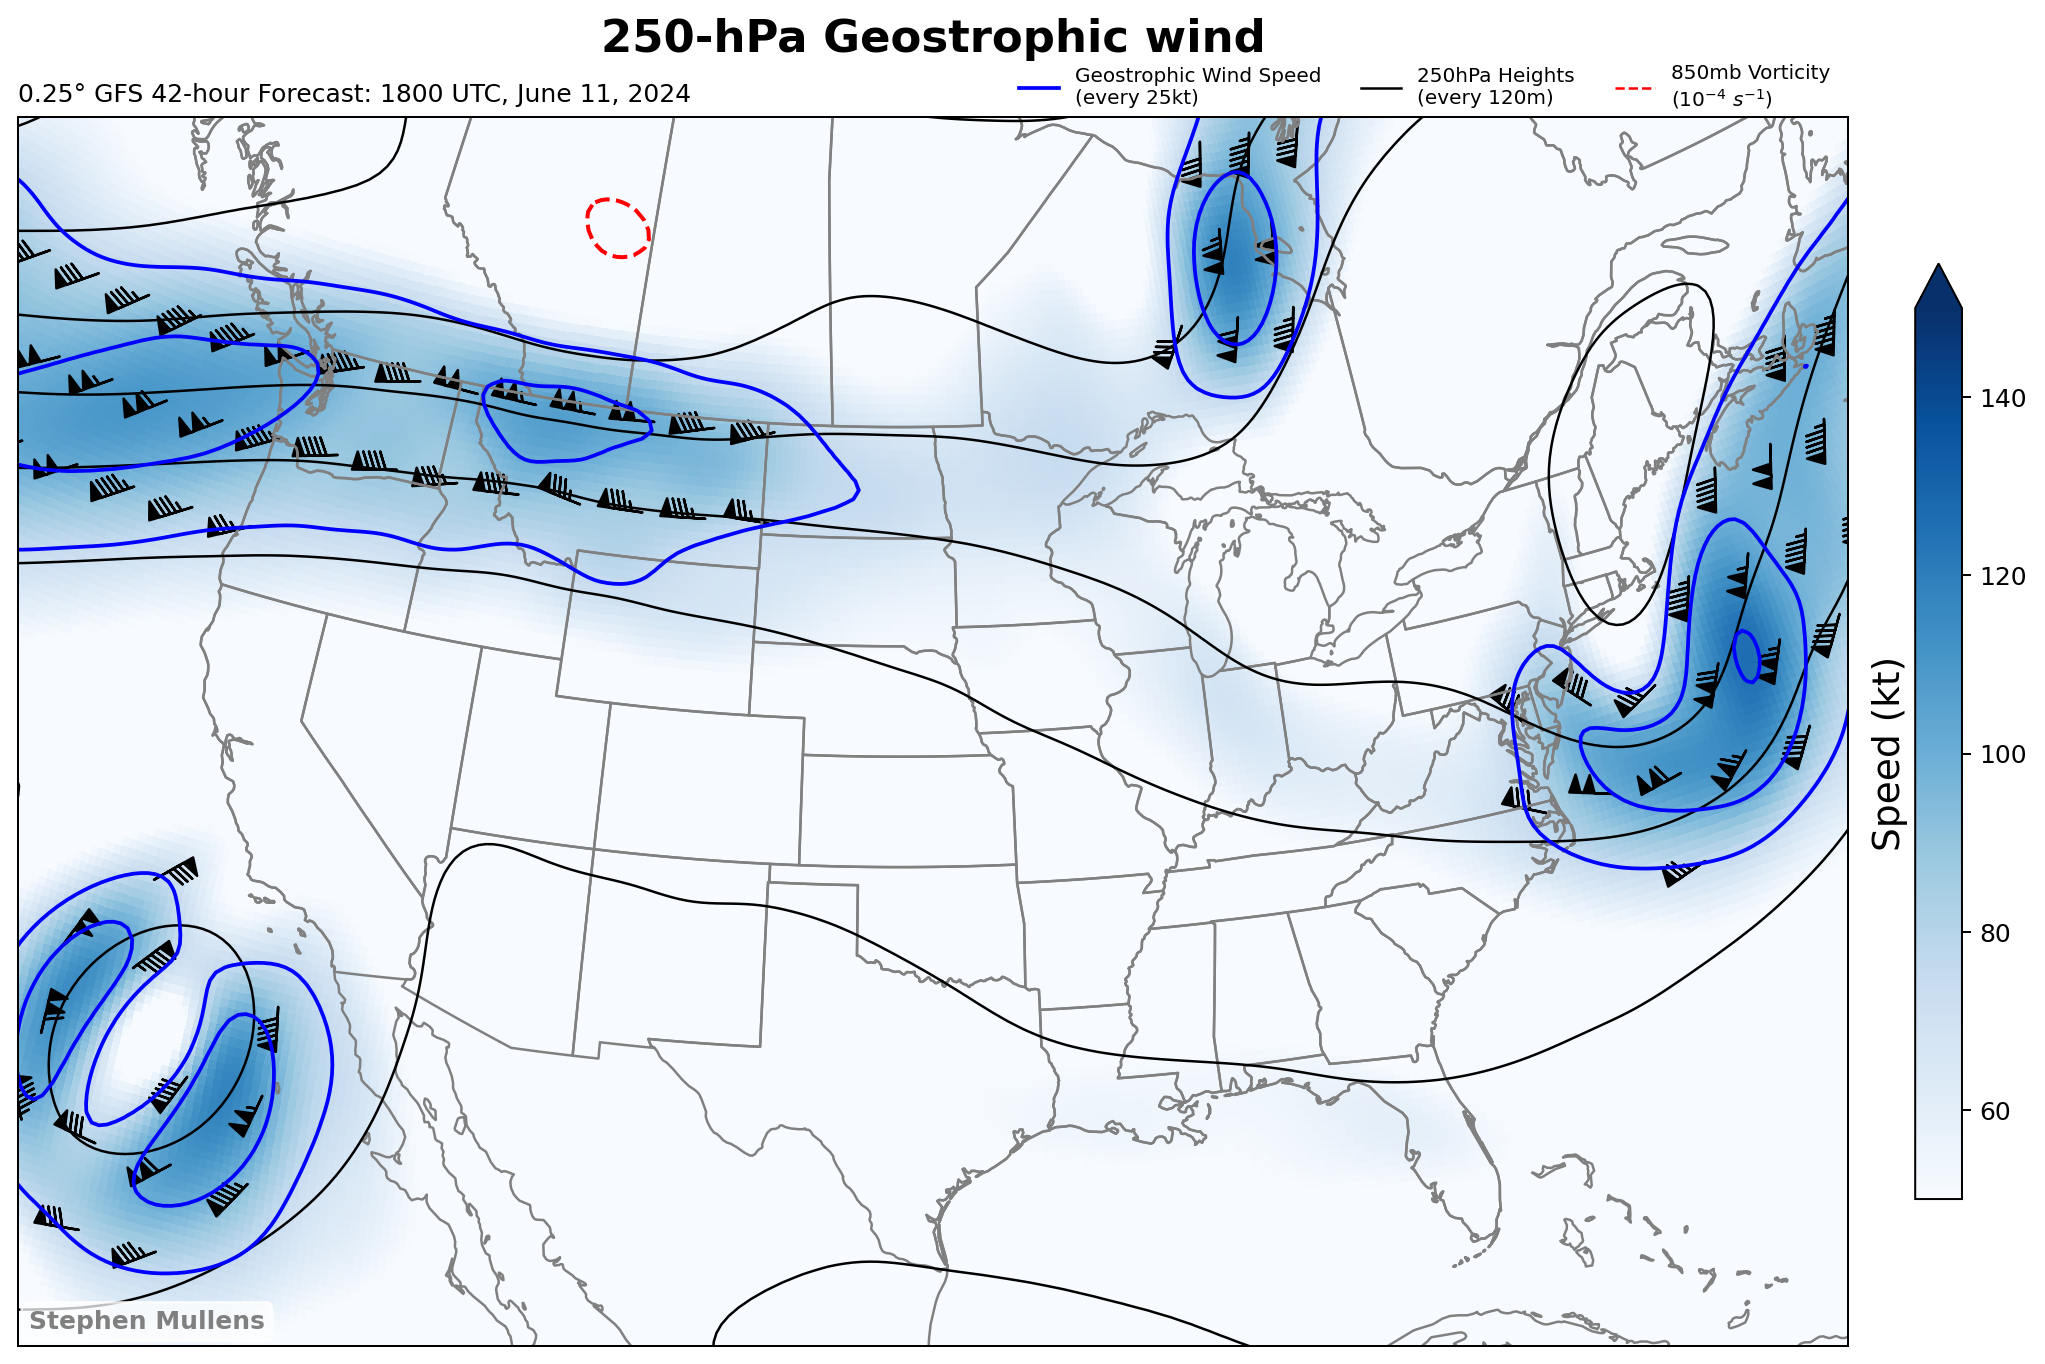 250-hPa Geostrophic wind
0.25° GFS 42-hour Forecast: 1800 UTC, June 11, 2024
Geostrophic Wind Speed
(every 25kt)
250hPa Heights
(every 120m)
850mb Vorticity
(10⁻⁴ s⁻¹)
140
120
100
80
60
Speed (kt)
Stephen Mullens